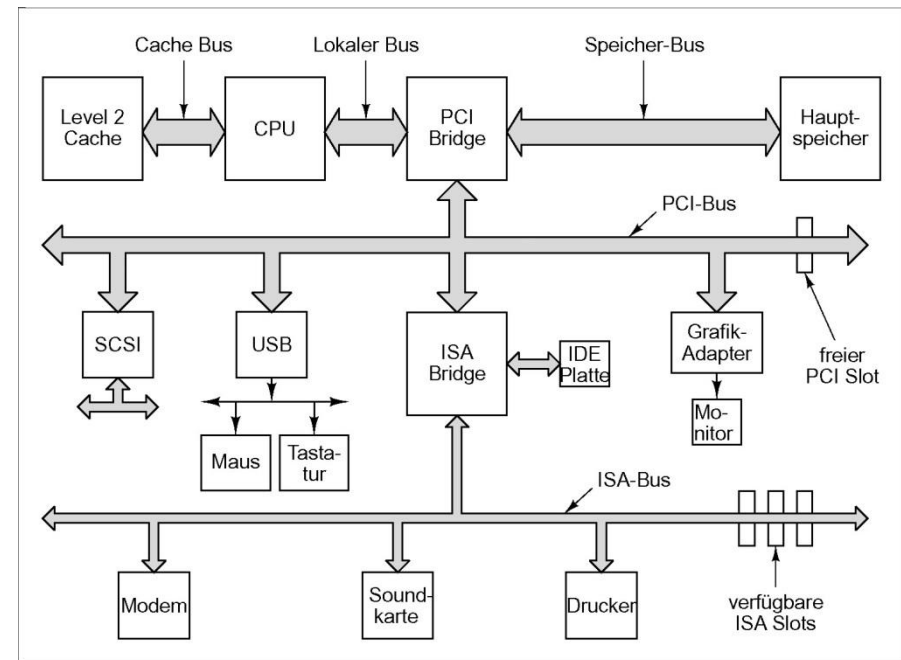 Cache Bus
Lokaler Bus
Speicher-Bus
Level 2
Cache
CPU
PCI
Bridge
Haupt-
speicher
PCI-Bus
SCSI
USB
ISA
Bridge
IDE
Platte
Grafik-
Adapter
freier
PCI Slot
Mo-
nitor
Maus
Tasta-
tur
ISA-Bus
Modem
Sound-
karte
Drucker
verfügbare
ISA Slots